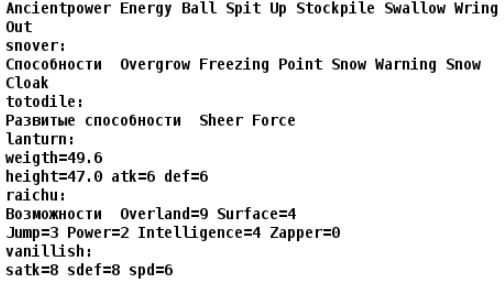 Ancientpower Energy Ball Spit Up Stockpile Swallow Wring
Out
snover:
Способности  Overgrow Freezing Point Snow Warning Snow
Cloak
totodile:
Развитые способности  Sheer Force
lanturn:
weigth=49.6
height=47.0 atk=6 def=6
raichu:
Возможности  Overland=9 Surface=4
Jump=3 Power=2 Intelligence=4 Zapper=0
vanillish:
satk=8 sdef=8 spd=6